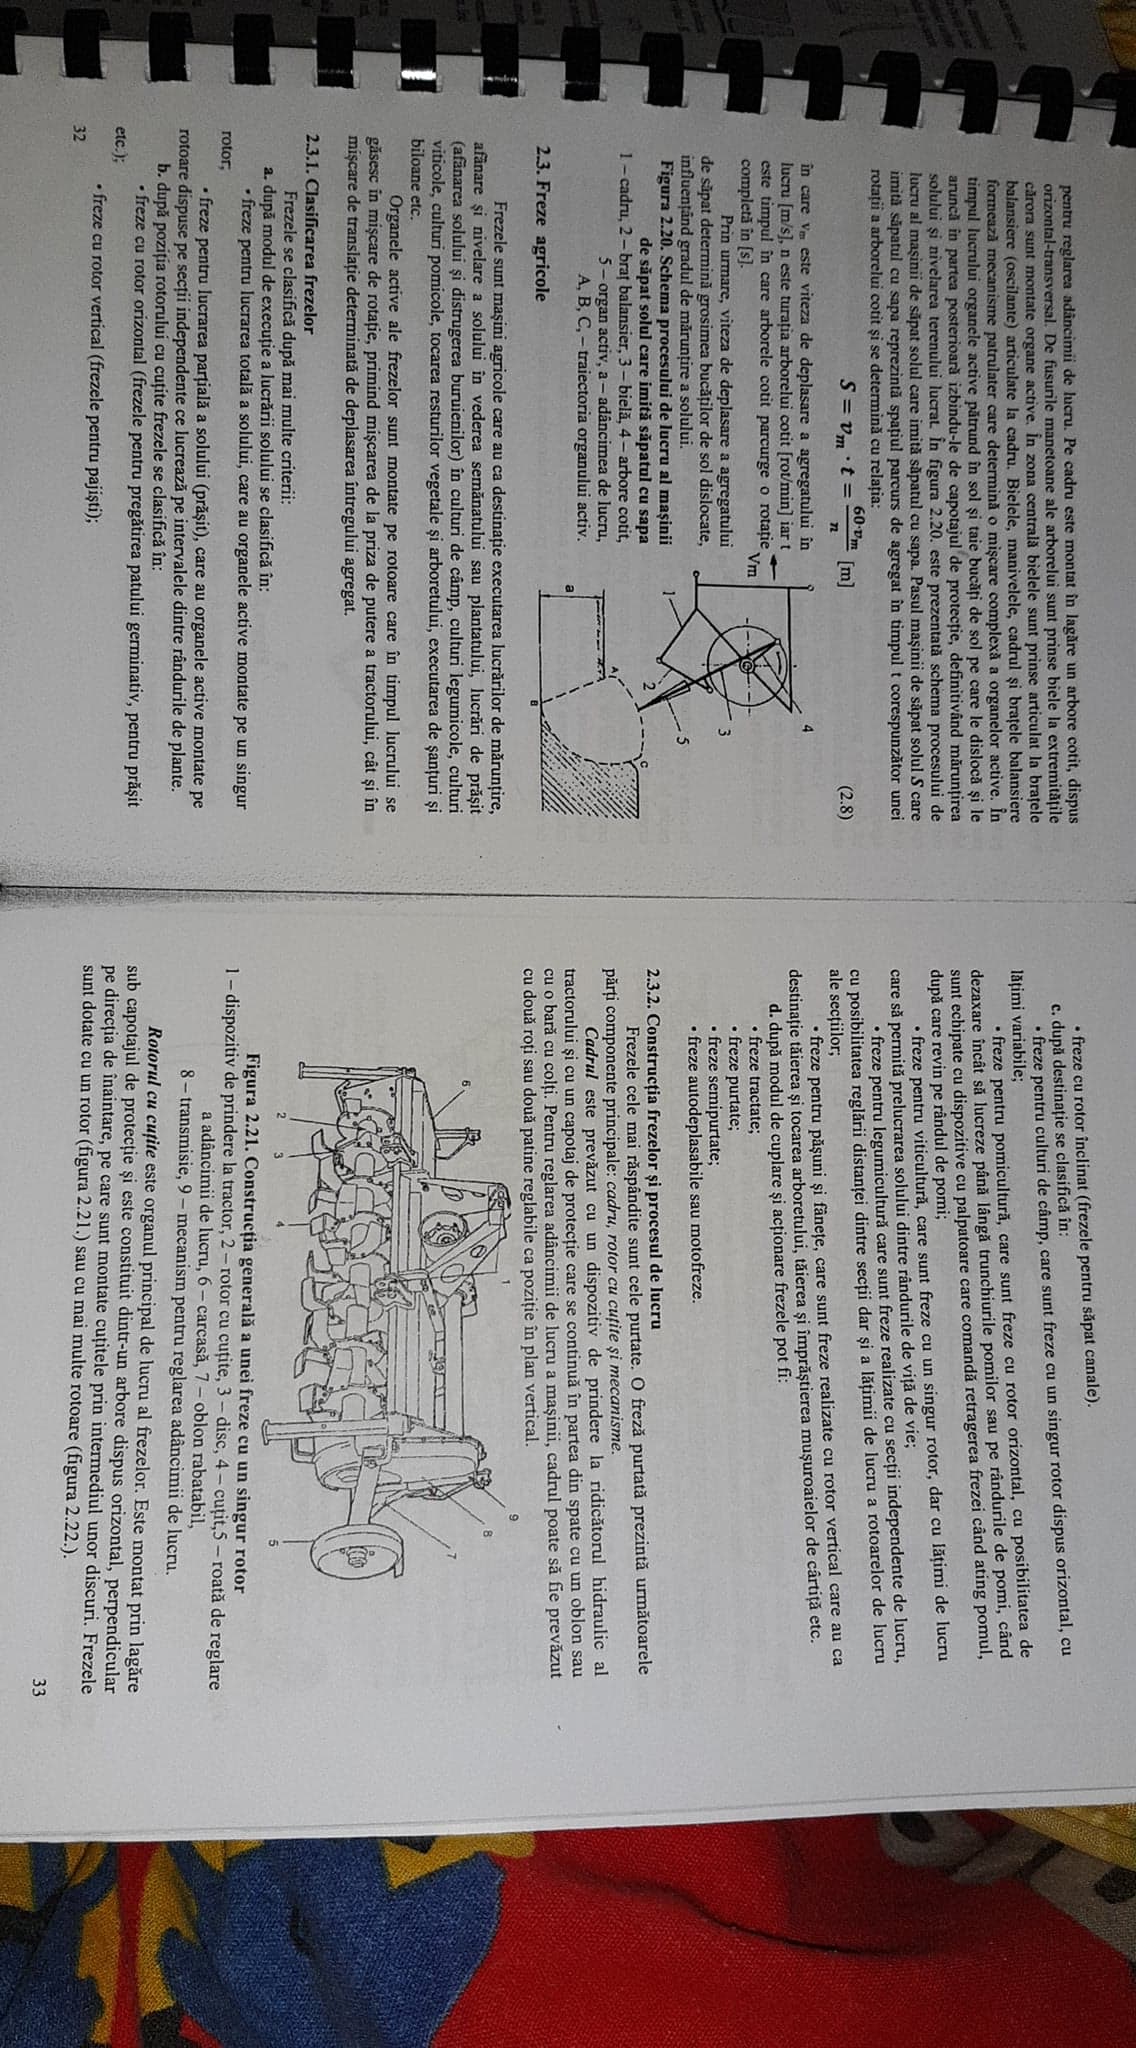 pentru reglarea adâncimii de lucru. Pe cadru este montat în lagăre un arbore cotit, dispus
orizontal-transversal. De fusurile manetoane ale arborelui sunt prinse biele la extremitățile
cărora sunt montate organe active. În zona centrală bielele sunt prinse articulat la brațele
balansiere (oscilante) articulate la cadru. Bielele, manivelele, cadrul și brațele balansiere
formează mecanisme patrulater care determină o mișcare complexă a organelor active. În
timpul lucrului organele active pătrund în sol și taie bucăți de sol pe care le dislocă și le
aruncă în partea posterioară izbindu-le de capotajul de protecție, definitivând mărunțirea
solului și nivelarea terenului lucrat. În figura 2.20. este prezentată schema procesului de
lucru al mașinii de săpat solul care imită săpatul cu sapa. Pasul mașinii de săpat solul S care
imită săpatul cu sapa reprezintă spațiul parcurs de agregat în timpul t corespunzător unei
rotații a arborelui cotit și se determină cu relația:
S = vm · t = 60·vm / n [m] (2.8)
în care vm este viteza de deplasare a agregatului în
lucru [m/s], n este turația arborelui cotit [rot/min] iar t
este timpul în care arborele cotit parcurge o rotație
completă în [s].
Prin urmare, viteza de deplasare a agregatului
de săpat determină grosimea bucăților de sol dislocate,
influențând gradul de mărunțire a solului.
Figura 2.20. Schema procesului de lucru al mașinii
de săpat solul care imită săpatul cu sapa
1 – cadru, 2 – braț balansier, 3 – bielă, 4 – arbore cotit,
5 – organ activ, a – adâncimea de lucru,
A, B, C, – traiectoria organului activ.
4
Vm
3
1
5
2
C
A
a
B
2.3. Freze agricole
Frezele sunt mașini agricole care au ca destinație executarea lucrărilor de mărunțire,
afânare și nivelare a solului în vederea semănatului sau plantatului, lucrări de prășit
(afânarea solului și distrugerea buruienilor) în culturi de câmp, culturi legumicole, culturi
viticole, culturi pomicole, tocarea resturilor vegetale și arboretului, executarea de șanțuri și
biloane etc.
Organele active ale frezelor sunt montate pe rotoare care în timpul lucrului se
găsesc în mișcare de rotație, primind mișcarea de la priza de putere a tractorului, cât și în
mișcare de translație determinată de deplasarea întregului agregat.
2.3.1. Clasificarea frezelor
Frezele se clasifică după mai multe criterii:
a. după modul de execuție a lucrării solului se clasifică în:
• freze pentru lucrarea totală a solului, care au organele active montate pe un singur
rotor;
• freze pentru lucrarea parțială a solului (prășit), care au organele active montate pe
rotoare dispuse pe secții independente ce lucrează pe intervalele dintre rândurile de plante.
b. după poziția rotorului cu cuțite frezele se clasifică în:
• freze cu rotor orizontal (frezele pentru pregătirea patului germinativ, pentru prășit
etc.);
• freze cu rotor vertical (frezele pentru pajiști);
32
• freze cu rotor înclinat (frezele pentru săpat canale).
c. după destinație se clasifică în:
• freze pentru culturi de câmp, care sunt freze cu un singur rotor dispus orizontal, cu
lățimi variabile;
• freze pentru pomicultură, care sunt freze cu rotor orizontal, cu posibilitatea de
dezaxare încât să lucreze până lângă trunchiurile pomilor sau pe rândurile de pomi, când
sunt echipate cu dispozitive cu palpatoare care comandă retragerea frezei când ating pomul,
după care revin pe rândul de pomi;
• freze pentru viticultură, care sunt freze cu un singur rotor, dar cu lățimi de lucru
care să permită prelucrarea solului dintre rândurile de viță de vie;
• freze pentru legumicultură care sunt freze realizate cu secții independente de lucru,
cu posibilitatea reglării distanței dintre secții dar și a lățimii de lucru a rotoarelor de lucru
ale secțiilor;
• freze pentru pășuni și fânețe, care sunt freze realizate cu rotor vertical care au ca
destinație tăierea și tocarea arboretului, tăierea și împrăștierea mușuroaielor de cârtiță etc.
d. după modul de cuplare și acționare frezele pot fi:
• freze tractate;
• freze purtate;
• freze semipurtate;
• freze autodeplasabile sau motofreze.
2.3.2. Construcția frezelor și procesul de lucru
Frezele cele mai răspândite sunt cele purtate. O freză purtată prezintă următoarele
părți componente principale: cadru, rotor cu cuțite și mecanisme.
Cadrul este prevăzut cu un dispozitiv de prindere la ridicătorul hidraulic al
tractorului și cu un capotaj de protecție care se continuă în partea din spate cu un oblon sau
cu o bară cu colți. Pentru reglarea adâncimii de lucru a mașinii, cadrul poate să fie prevăzut
cu două roți sau două patine reglabile ca poziție în plan vertical.
1
9
8
6
7
2
3
4
5
Figura 2.21. Construcția generală a unei freze cu un singur rotor
1 – dispozitiv de prindere la tractor, 2 – rotor cu cuțite, 3 – disc, 4 – cuțit,5 – roată de reglare
a adâncimii de lucru, 6 – carcasă, 7 – oblon rabatabil,
8 – transmisie, 9 – mecanism pentru reglarea adâncimii de lucru.
Rotorul cu cuțite este organul principal de lucru al frezelor. Este montat prin lagăre
sub capotajul de protecție și este constituit dintr-un arbore dispus orizontal, perpendicular
pe direcția de înaintare, pe care sunt montate cuțitele prin intermediul unor discuri. Frezele
sunt dotate cu un rotor (figura 2.21.) sau cu mai multe rotoare (figura 2.22.).
33